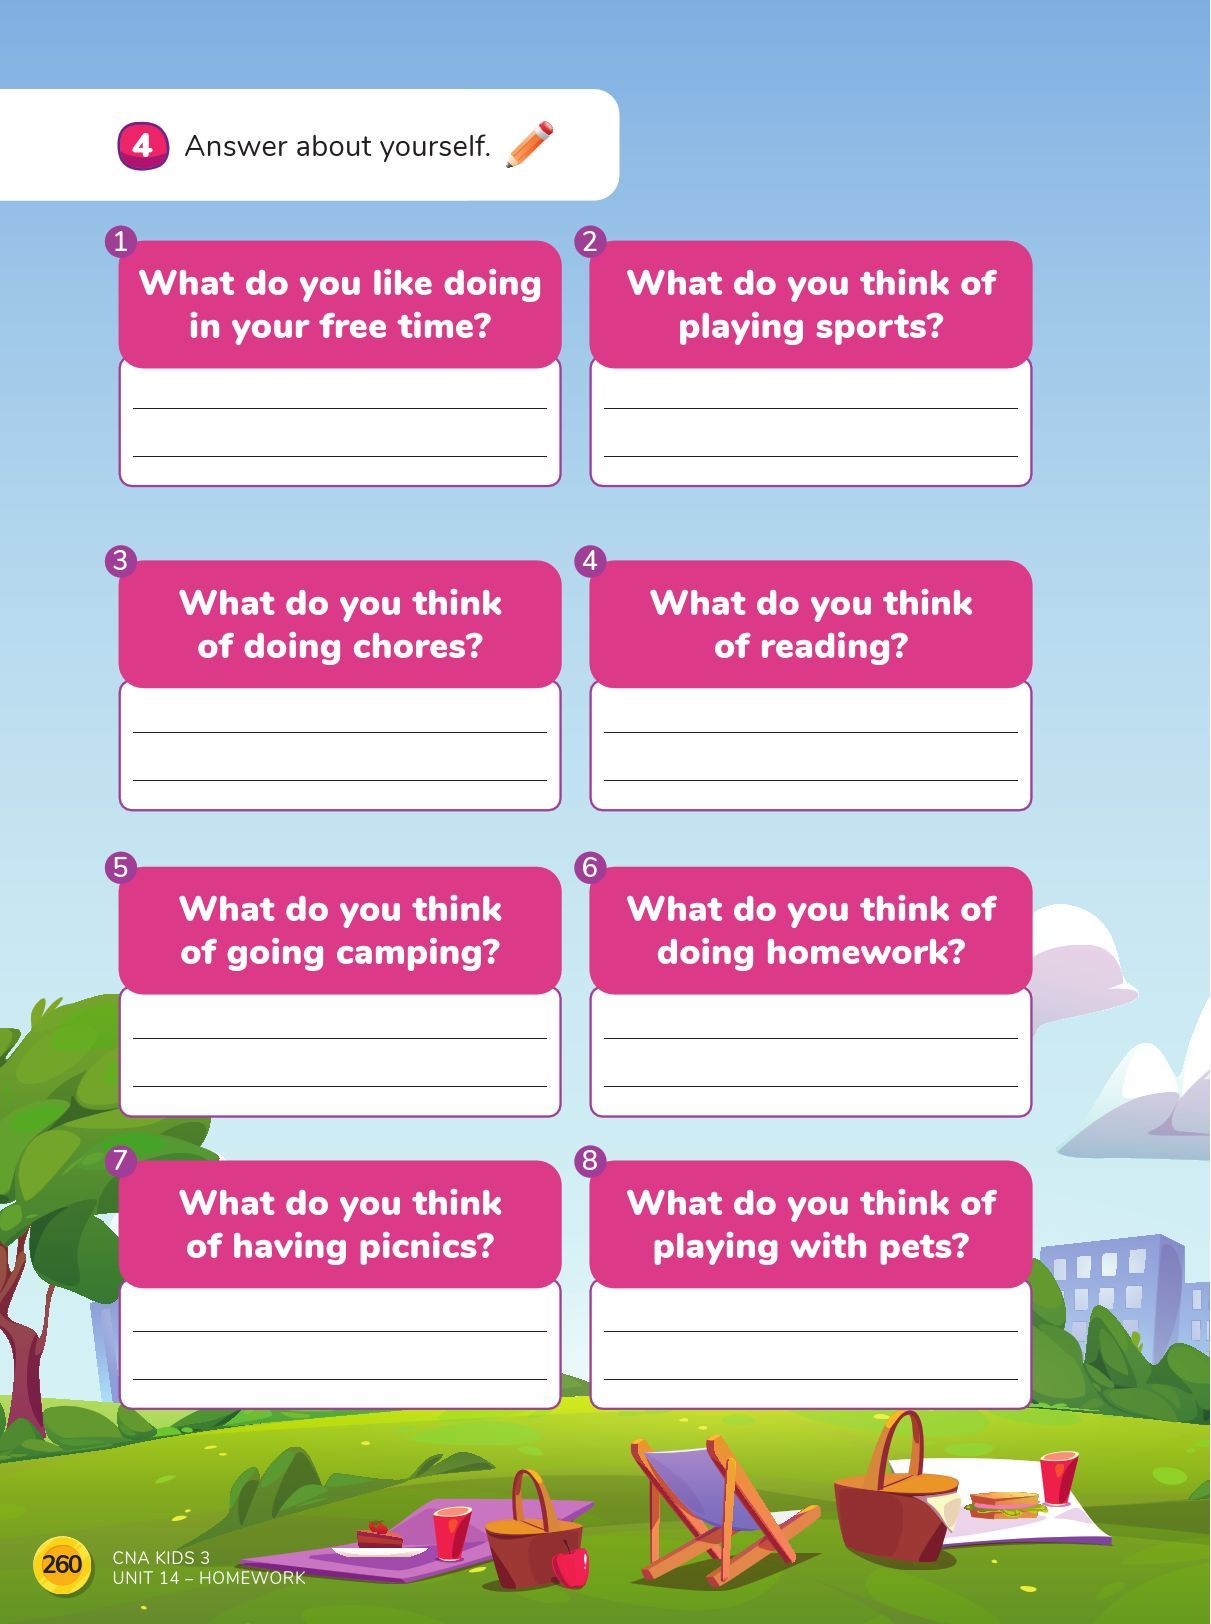 4 Answer about yourself.
1
What do you like doing
in your free time?
2
What do you think of
playing sports?
3
What do you think
of doing chores?
4
What do you think
of reading?
5
What do you think
of going camping?
6
What do you think of
doing homework?
7
What do you think
of having picnics?
8
What do you think of
playing with pets?
260
CNA KIDS 3
UNIT 14 – HOMEWORK